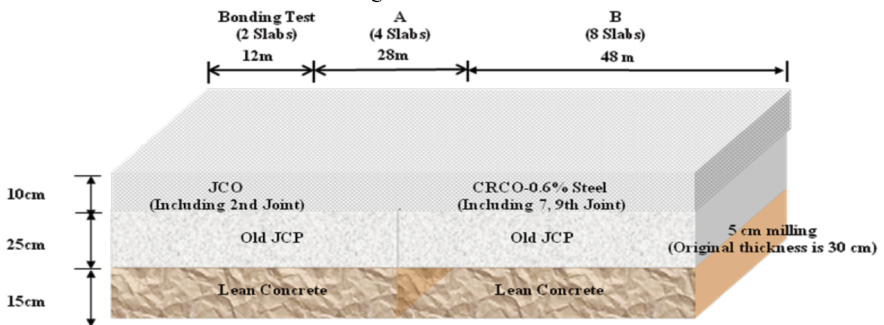 Bonding Test
(2 Slabs)
12m
A
(4 Slabs)
28m
B
(8 Slabs)
48 m
10cm
JCO
(Including 2nd Joint)
CRCO-0.6% Steel
(Including 7, 9th Joint)
25cm
Old JCP
Old JCP
5 cm milling
(Original thickness is 30 cm)
15cm
Lean Concrete
Lean Concrete